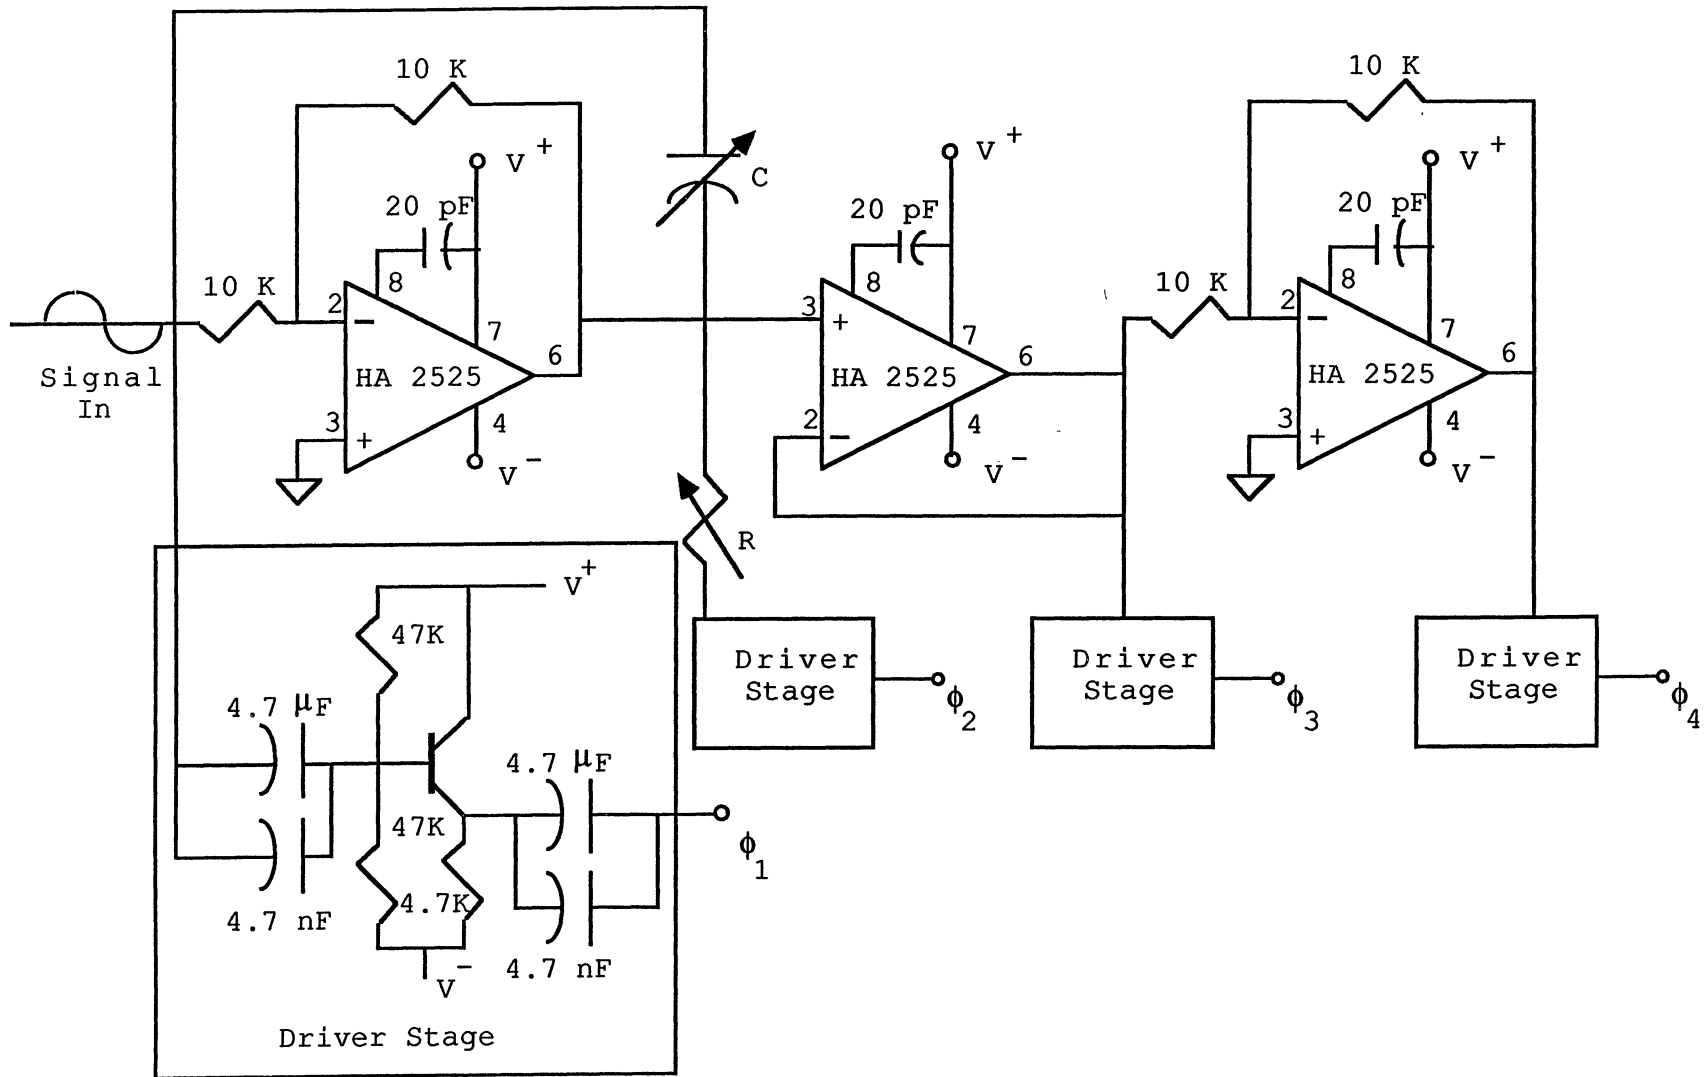 10 K
10 K
V+
C
V+
V+
20 pF
20 pF
20 pF
8
8
8
10 K
10 K
2
−
3
+
2
−
7
7
7
6
6
6
Signal
In
HA 2525
HA 2525
HA 2525
3
+
4
2
−
4
3
+
4
V−
V−
V−
R
V+
47K
Driver
Stage
ϕ2
Driver
Stage
ϕ3
Driver
Stage
ϕ4
4.7 μF
4.7 μF
47K
ϕ1
4.7K
4.7 nF
4.7 nF
V−
Driver Stage